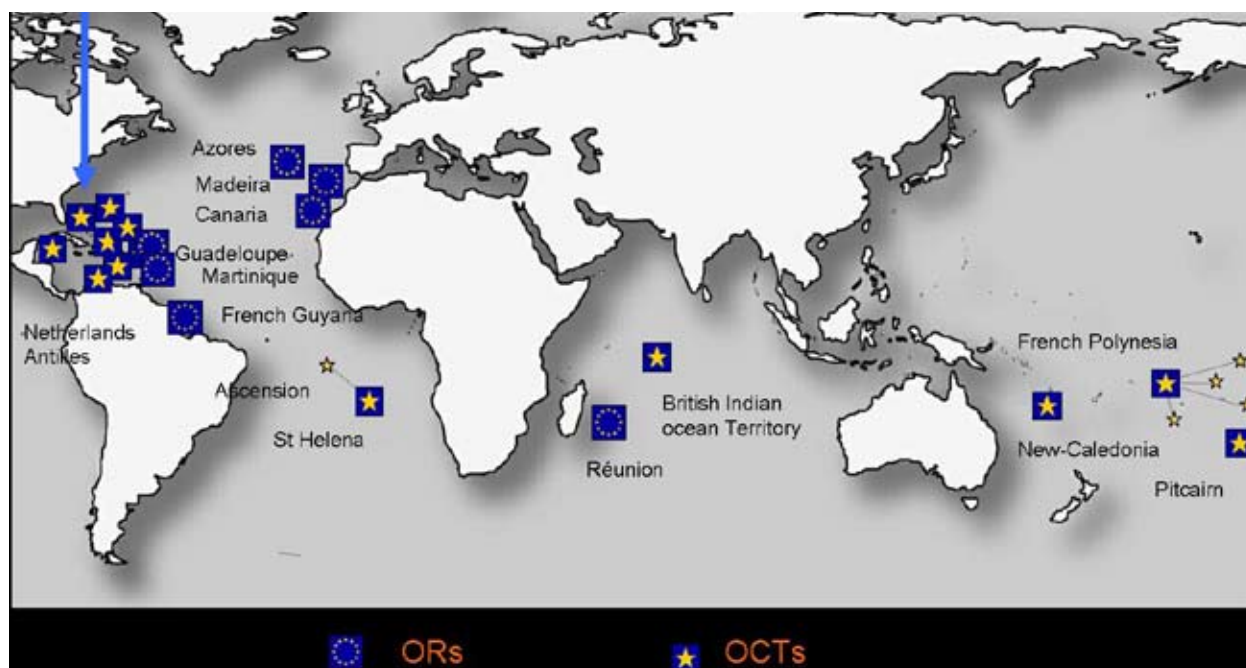 Azores
Madeira
Canaria
Guadeloupe
Martinique
French Guyana
Netherlands
Antilles
Ascension
St Helena
Réunion
British Indian
ocean Territory
French Polynesia
New-Caledonia
Pitcairn
ORs
OCTs